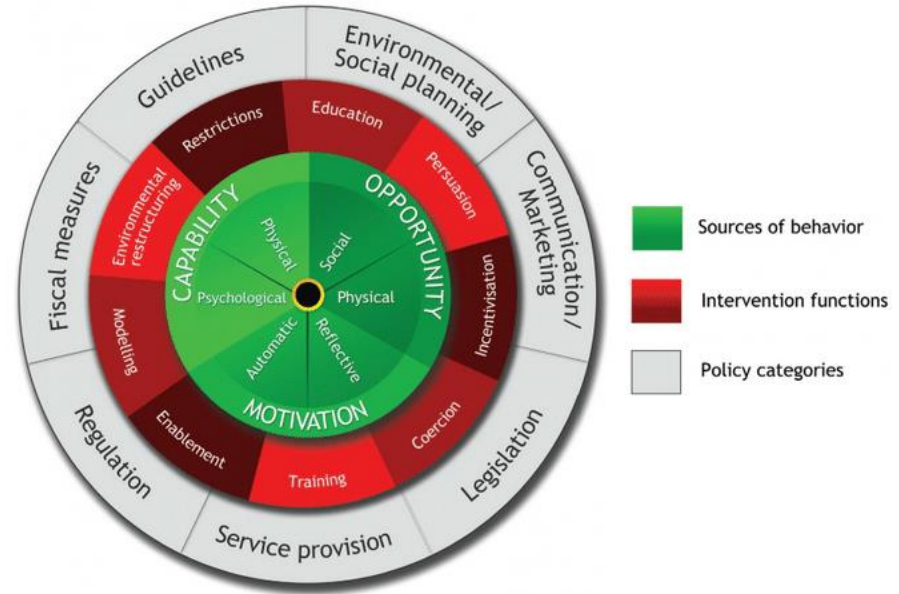 Environmental/
Social planning
Communication/
Marketing
Legislation
Service provision
Regulation
Fiscal measures
Guidelines
Education
Persuasion
Incentivisation
Coercion
Training
Enablement
Modelling
Environmental
restructuring
Restrictions
CAPABILITY
Physical
Psychological
OPPORTUNITY
Social
Physical
MOTIVATION
Automatic
Reflective
Sources of behavior
Intervention functions
Policy categories